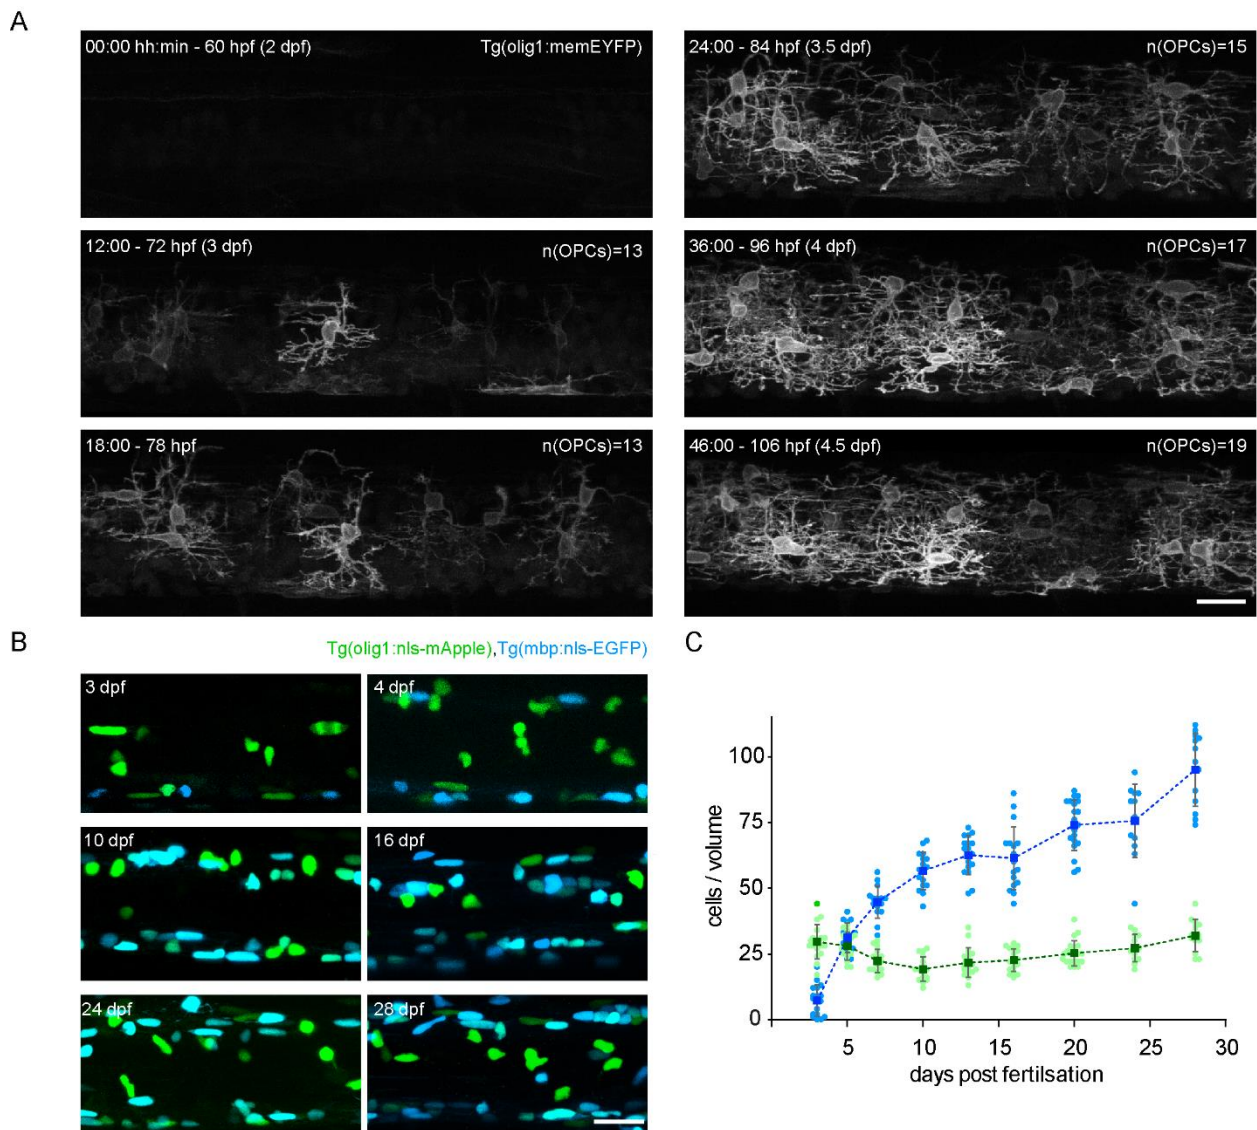 A
00:00 hh:min - 60 hpf (2 dpf) Tg(olig1:memEYFP)
12:00 - 72 hpf (3 dpf) n(OPCs)=13
18:00 - 78 hpf n(OPCs)=13
24:00 - 84 hpf (3.5 dpf) n(OPCs)=15
36:00 - 96 hpf (4 dpf) n(OPCs)=17
46:00 - 106 hpf (4.5 dpf) n(OPCs)=19
B
Tg(olig1:nls-mApple),Tg(mbp:nls-EGFP)
3 dpf
4 dpf
10 dpf
16 dpf
24 dpf
28 dpf
C
cells / volume
100
75
50
25
0
5 10 15 20 25 30
days post fertilsation